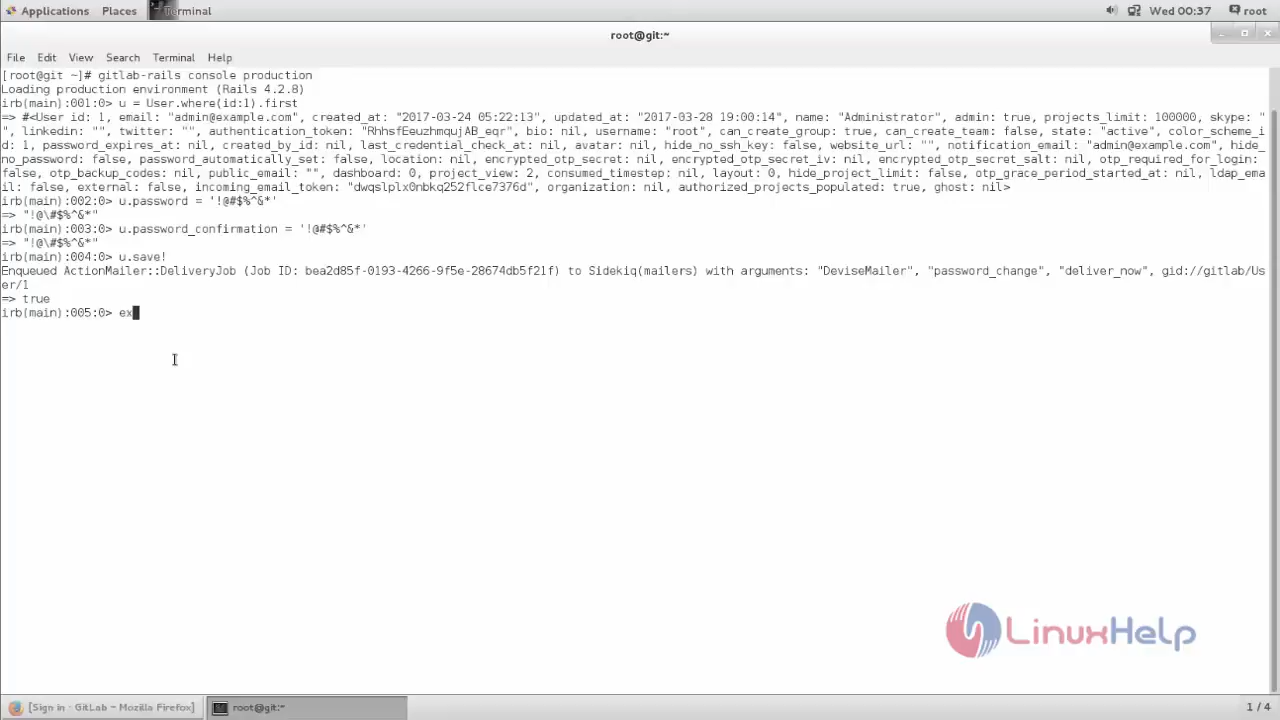 Applications Places Terminal Wed 00:37 root
root@git:~
File Edit View Search Terminal Help
[root@git ~]# gitlab-rails console production
Loading production environment (Rails 4.2.8)
irb(main):001:0> u = User.where(id:1).first
=> #<User id: 1, email: "admin@example.com", created_at: "2017-03-24 05:22:13", updated_at: "2017-03-28 19:00:14", name: "Administrator", admin: true, projects_limit: 100000, skype: "
", linkedin: "", twitter: "", authentication_token: "RhhsfEeuzhmqujAB_eqr", bio: nil, username: "root", can_create_group: true, can_create_team: false, state: "active", color_scheme_i
d: 1, password_expires_at: nil, created_by_id: nil, last_credential_check_at: nil, avatar: nil, hide_no_ssh_key: false, website_url: "", notification_email: "admin@example.com", hide_
no_password: false, password_automatically_set: false, location: nil, encrypted_otp_secret: nil, encrypted_otp_secret_iv: nil, encrypted_otp_secret_salt: nil, otp_required_for_login:
false, otp_backup_codes: nil, public_email: "", dashboard: 0, project_view: 2, consumed_timestep: nil, layout: 0, hide_project_limit: false, otp_grace_period_started_at: nil, ldap_ema
il: false, external: false, incoming_email_token: "dwqslplx0nbkq252flce7376d", organization: nil, authorized_projects_populated: true, ghost: nil>
irb(main):002:0> u.password = '!@#$%^&*'
=> "!@\#$%^&*"
irb(main):003:0> u.password_confirmation = '!@#$%^&*'
=> "!@\#$%^&*"
irb(main):004:0> u.save!
Enqueued ActionMailer::DeliveryJob (Job ID: bea2d85f-0193-4266-9f5e-28674db5f21f) to Sidekiq(mailers) with arguments: "DeviseMailer", "password_change", "deliver_now", gid://gitlab/Us
er/1
=> true
irb(main):005:0> ex
LinuxHelp
[Sign in · GitLab ~ Mozilla Firefox] root@git:~ 1 / 4